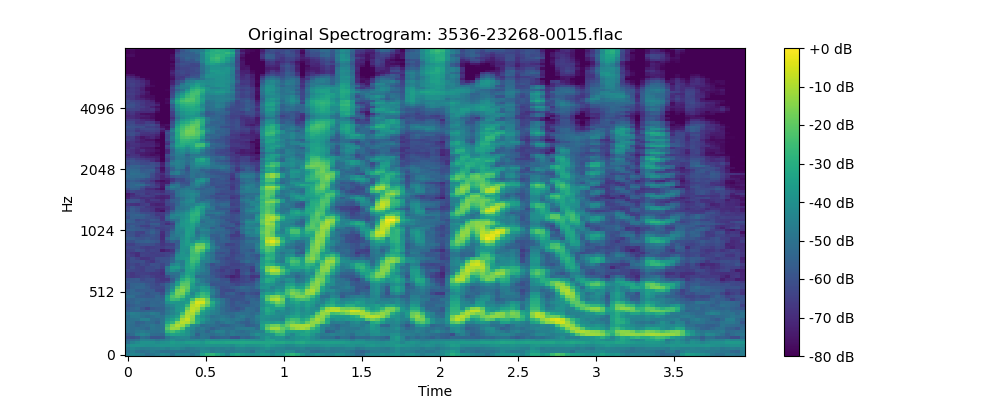 Original Spectrogram: 3536-23268-0015.flac
Hz
4096
2048
1024
512
0
0
0.5
1
1.5
2
2.5
3
3.5
Time
+0 dB
-10 dB
-20 dB
-30 dB
-40 dB
-50 dB
-60 dB
-70 dB
-80 dB